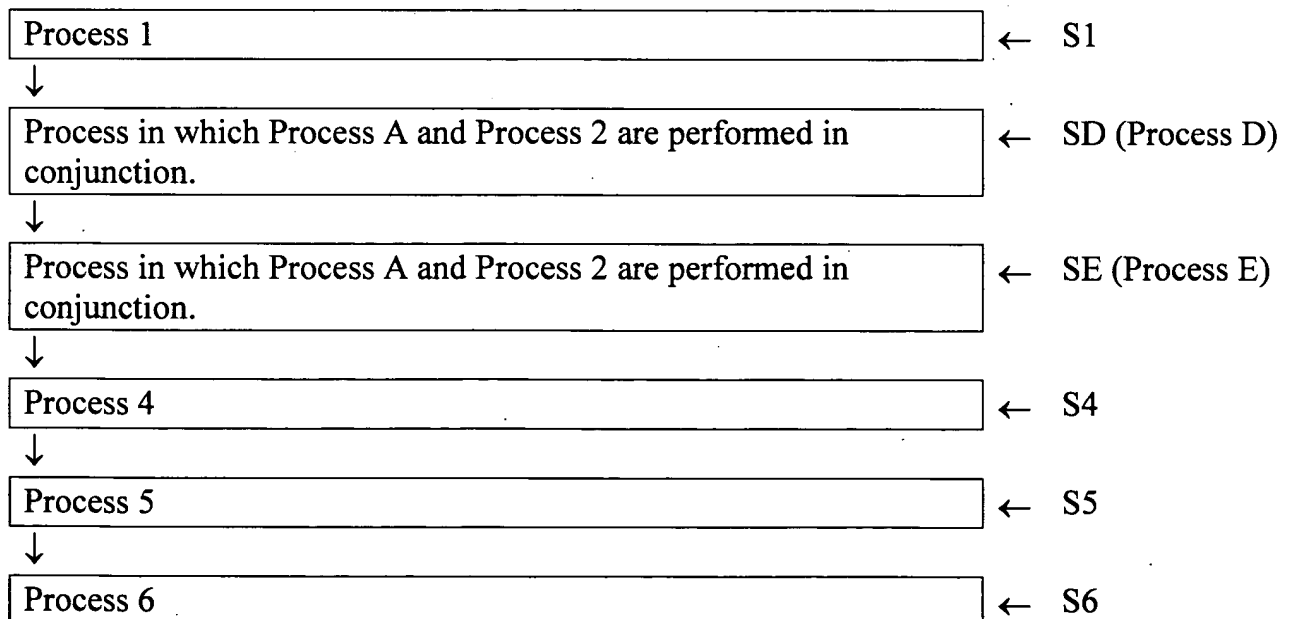 Process 1 ← S1
↓
Process in which Process A and Process 2 are performed in ← SD (Process D)
conjunction.
↓
Process in which Process A and Process 2 are performed in ← SE (Process E)
conjunction.
↓
Process 4 ← S4
↓
Process 5 ← S5
↓
Process 6 ← S6